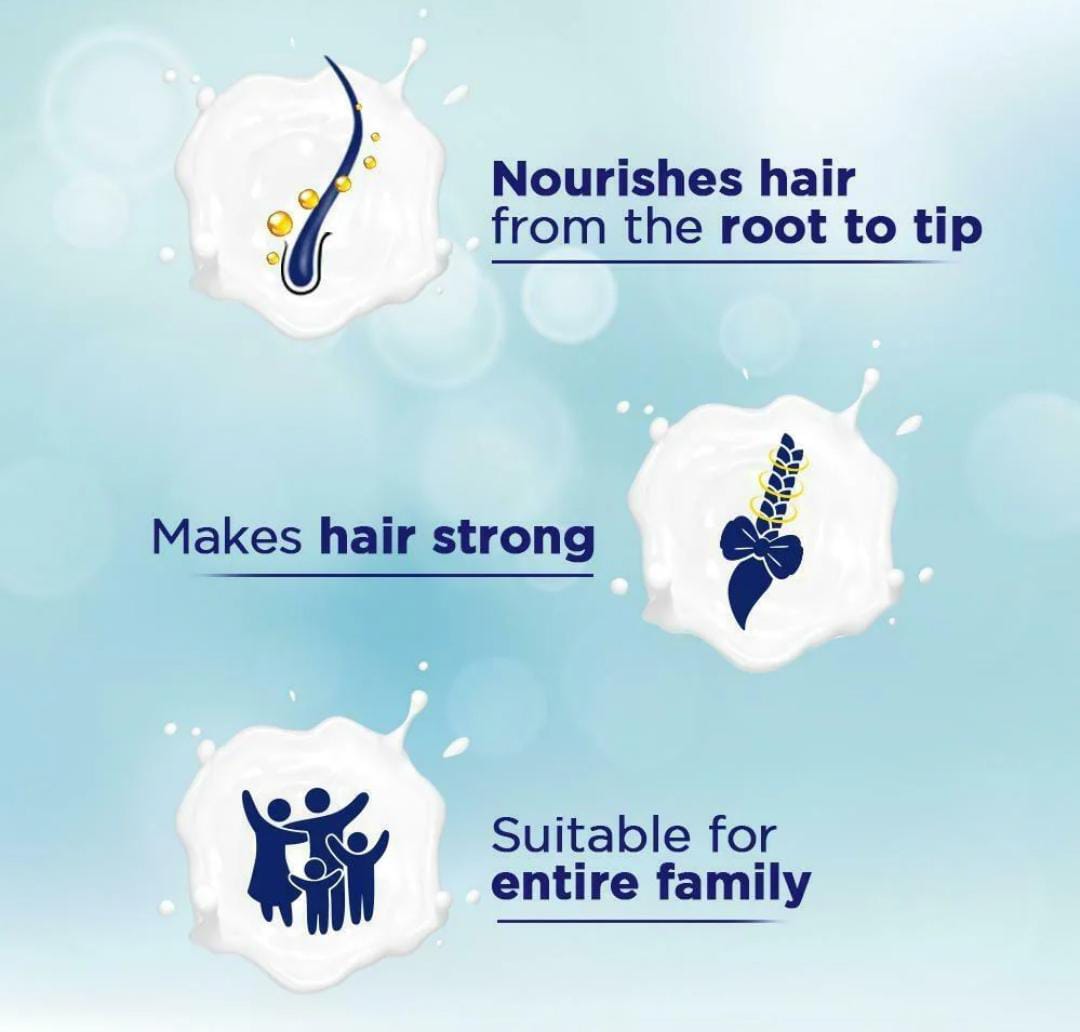 Nourishes hair
from the root to tip
Makes hair strong
Suitable for
entire family